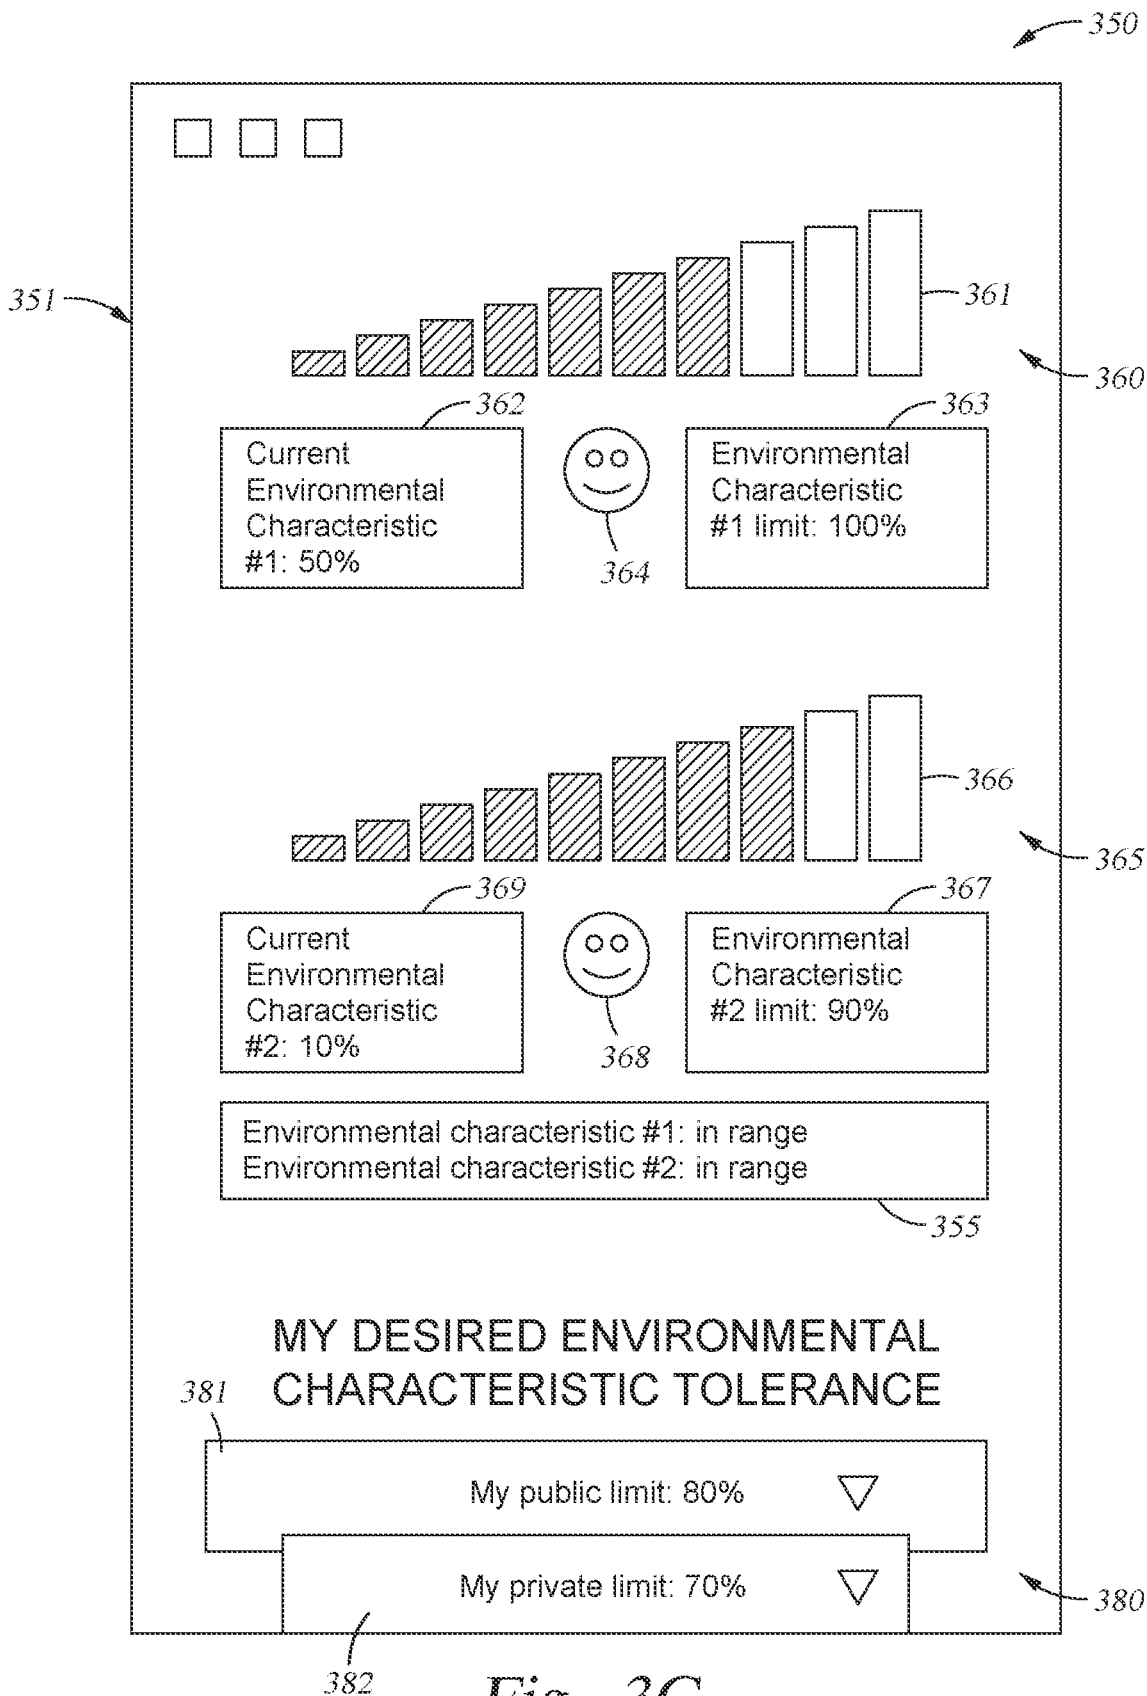 350
351
361
360
362
363
Current
Environmental
Characteristic
#1: 50%
364
Environmental
Characteristic
#1 limit: 100%
366
365
369
367
Current
Environmental
Characteristic
#2: 10%
368
Environmental
Characteristic
#2 limit: 90%
Environmental characteristic #1: in range
Environmental characteristic #2: in range
355
MY DESIRED ENVIRONMENTAL
CHARACTERISTIC TOLERANCE
381
My public limit: 80%
My private limit: 70%
380
382
Fig. 3C